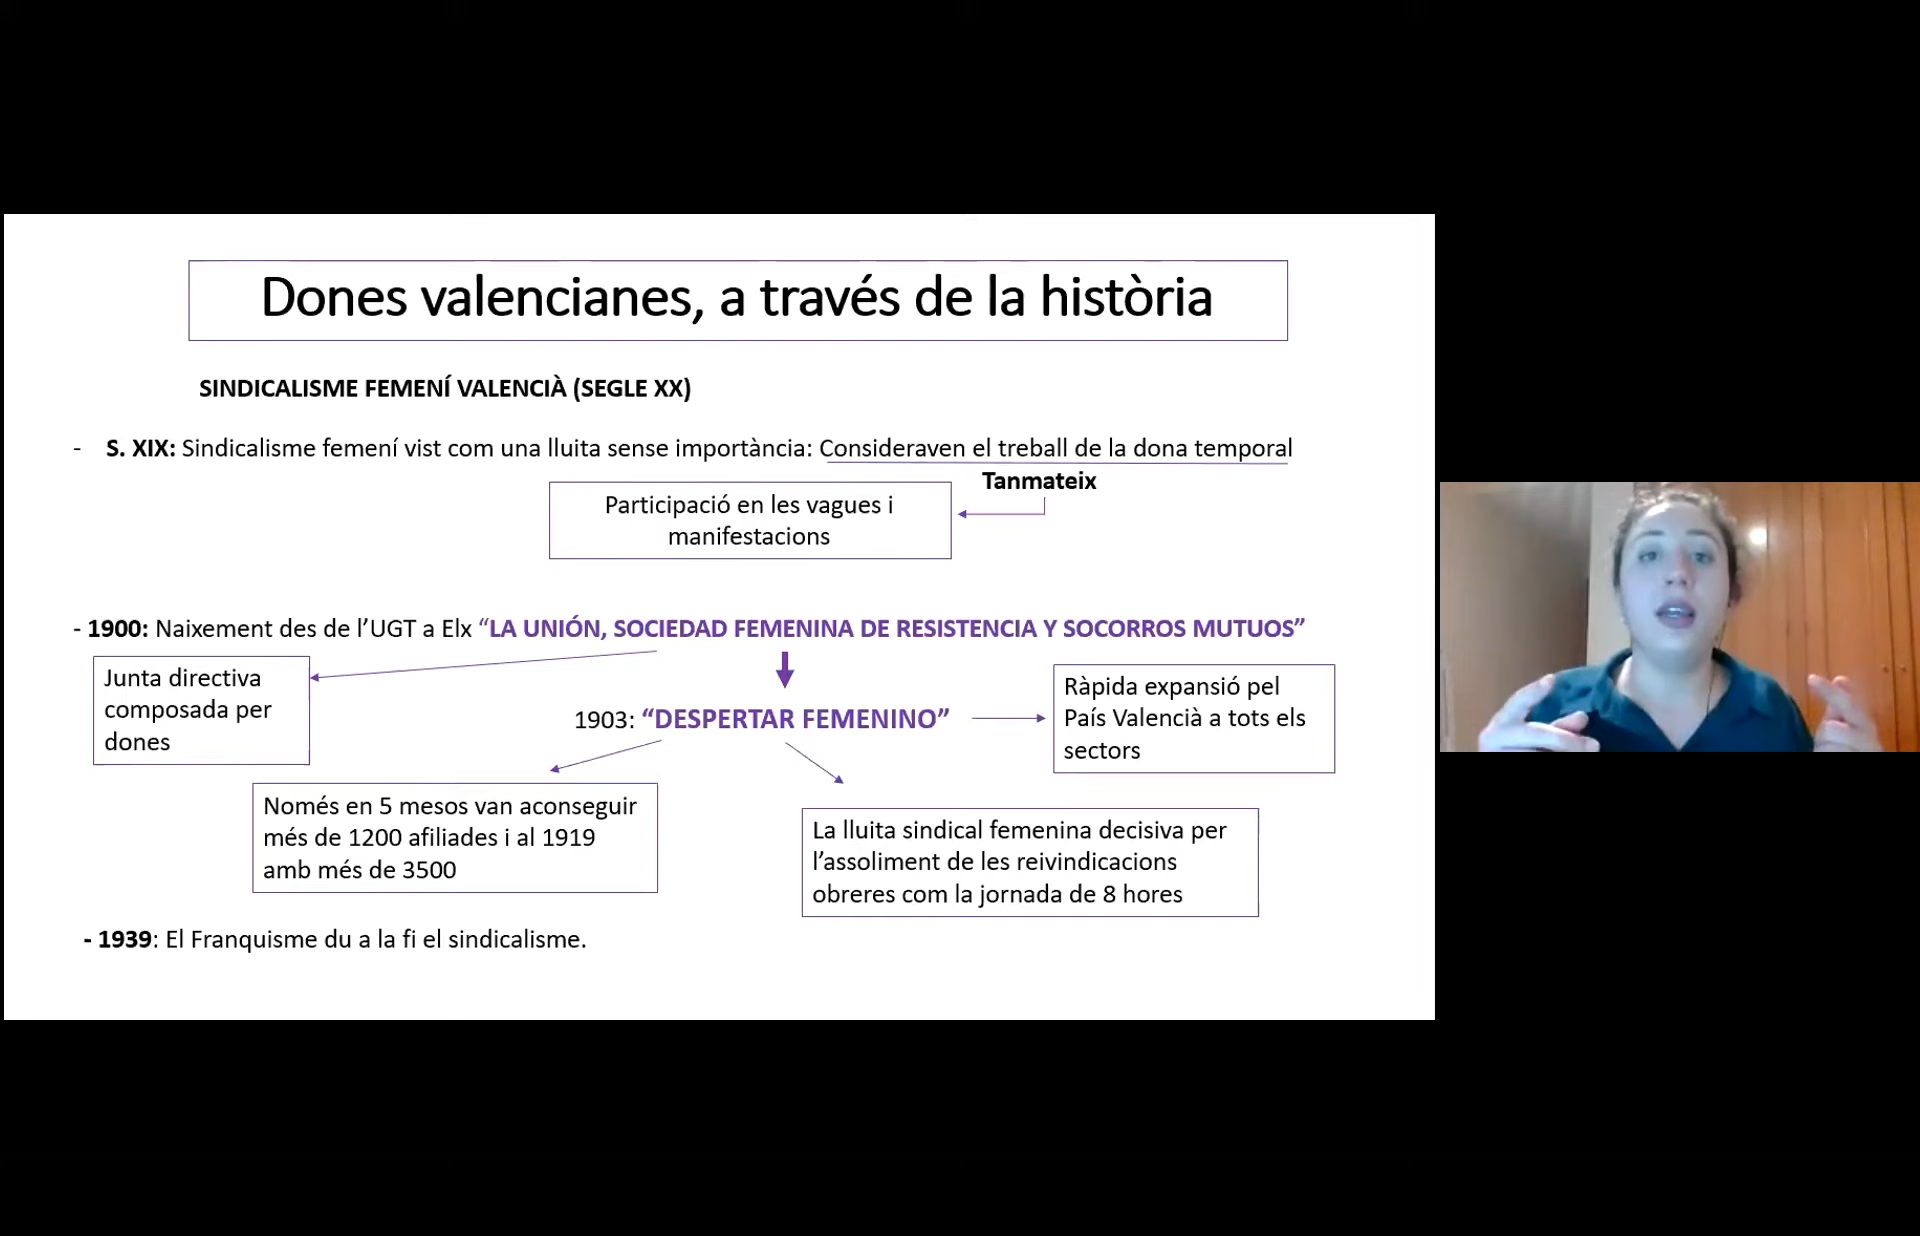 Dones valencianes, a través de la història
SINDICALISME FEMENÍ VALENCIÀ (SEGLE XX)
- S. XIX: Sindicalisme femení vist com una lluita sense importància: Consideraven el treball de la dona temporal
Tanmateix
Participació en les vagues i
manifestacions
- 1900: Naixement des de l’UGT a Elx “LA UNIÓN, SOCIEDAD FEMENINA DE RESISTENCIA Y SOCORROS MUTUOS”
Junta directiva
composada per
dones
1903: “DESPERTAR FEMENINO”
Ràpida expansió pel
País Valencià a tots els
sectors
Només en 5 mesos van aconseguir
més de 1200 afiliades i al 1919
amb més de 3500
La lluita sindical femenina decisiva per
l’assoliment de les reivindicacions
obreres com la jornada de 8 hores
- 1939: El Franquisme du a la fi el sindicalisme.